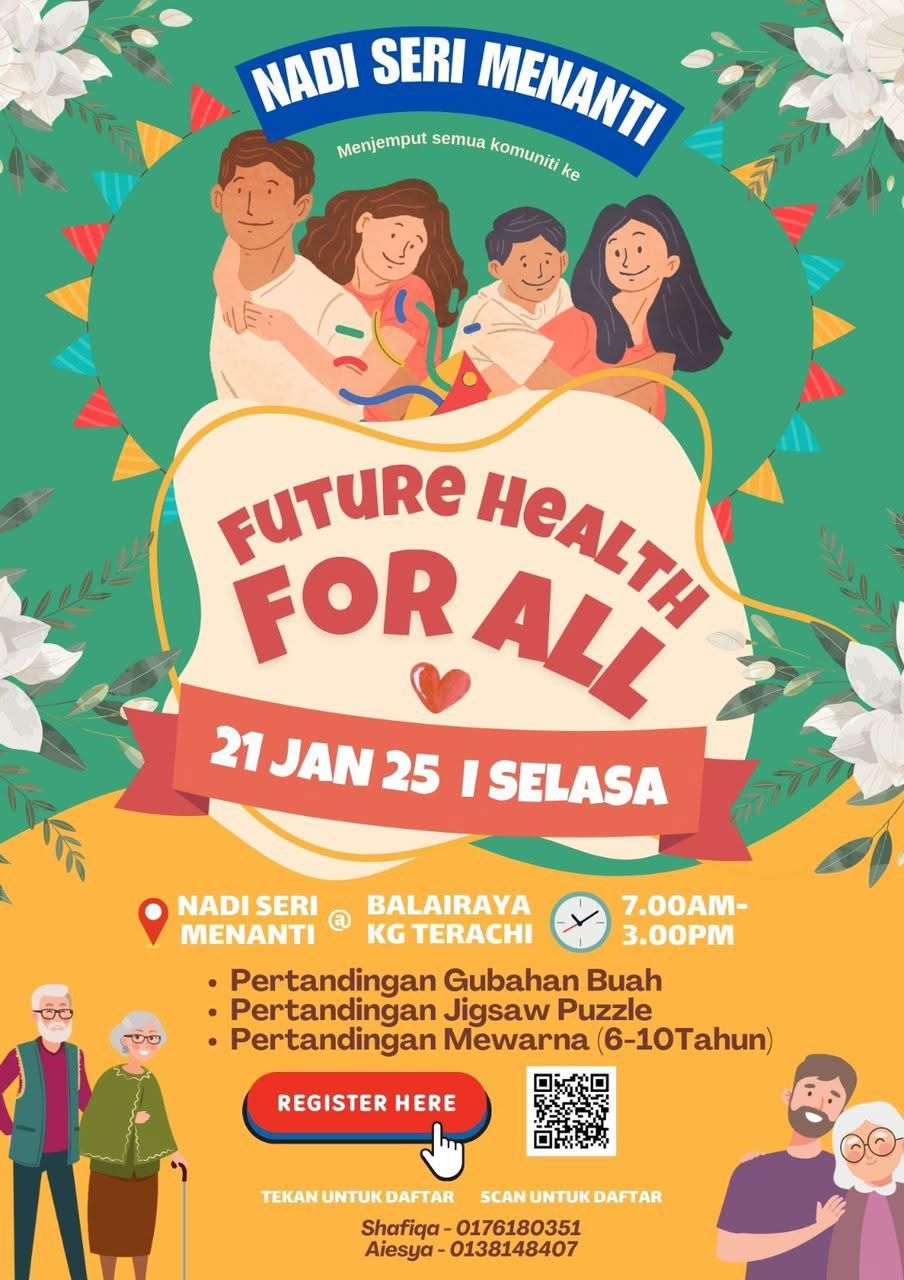 NADI SERI MENANTI
Menjemput semua komuniti ke
FUTURE HEALTH
FOR ALL
21 JAN 25 I SELASA
NADI SERI
MENANTI
@
BALAIRAYA
KG TERACHI
7.00AM-
3.00PM
• Pertandingan Gubahan Buah
• Pertandingan Jigsaw Puzzle
• Pertandingan Mewarna (6-10Tahun)
REGISTER HERE
TEKAN UNTUK DAFTAR
SCAN UNTUK DAFTAR
Shafiqa - 0176180351
Aiesya - 0138148407